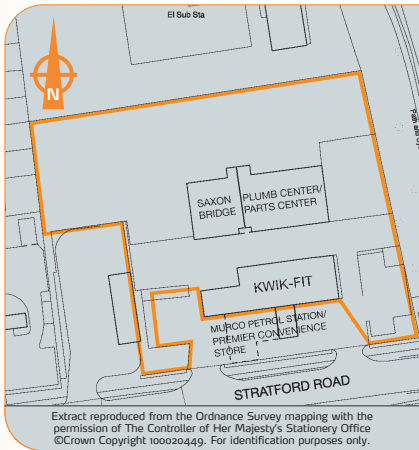 El Sub Sta
N
SAXON
BRIDGE
PLUMB CENTER/
PARTS CENTER
KWIK-FIT
MURCO PETROL STATION/
PREMIER CONVENIENCE
STORE
STRATFORD ROAD
Extract reproduced from the Ordnance Survey mapping with the
permission of The Controller of Her Majesty's Stationery Office
©Crown Copyright 100020449. For identification purposes only.